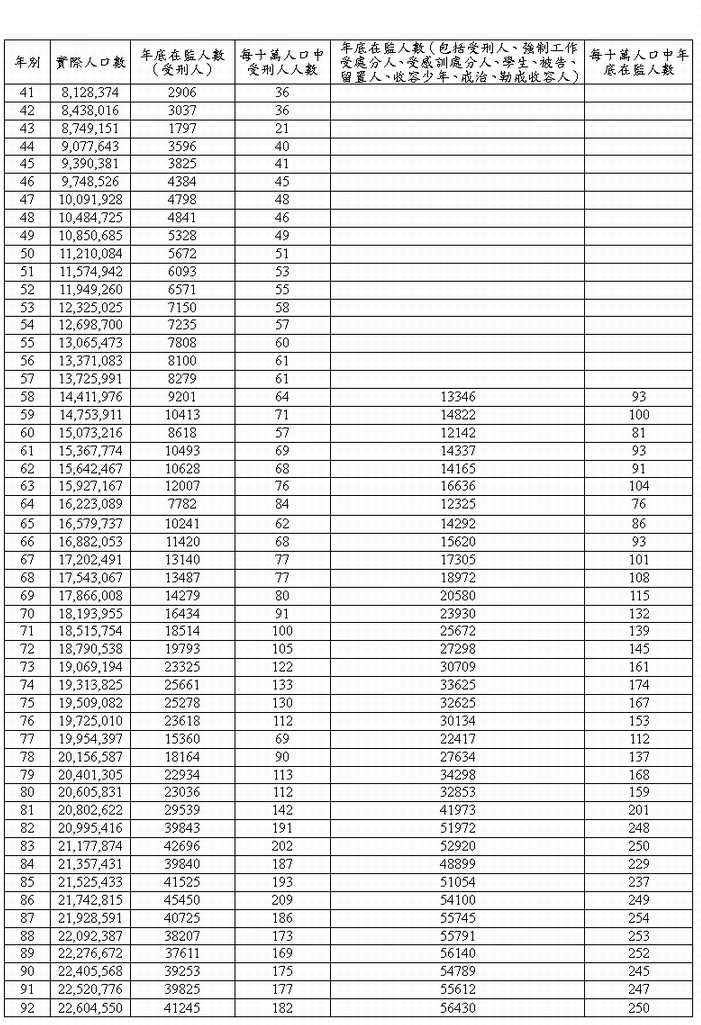 年別 實際人口數 年底在監人數（受刑人） 每十萬人口中受刑人人數 年底在監人數（包括受刑人、強制工作受處分人、受感訓處分人、學生、被告、留置人、收容少年、戒治、勒戒收容人） 每十萬人口中年底在監人數
41 8,128,374 2906 36
42 8,438,016 3037 36
43 8,749,151 1797 21
44 9,077,643 3596 40
45 9,390,381 3825 41
46 9,748,526 4384 45
47 10,091,928 4798 48
48 10,484,725 4841 46
49 10,850,685 5328 49
50 11,210,084 5672 51
51 11,574,942 6093 53
52 11,949,260 6571 55
53 12,325,025 7150 58
54 12,698,700 7235 57
55 13,065,473 7808 60
56 13,371,083 8100 61
57 13,725,991 8279 61
58 14,411,976 9201 64 13346 93
59 14,753,911 10413 71 14822 100
60 15,073,216 8618 57 12142 81
61 15,367,774 10493 69 14337 93
62 15,642,467 10628 68 14165 91
63 15,927,167 12007 76 16636 104
64 16,223,089 7782 84 12325 76
65 16,579,737 10241 62 14292 86
66 16,882,053 11420 68 15620 93
67 17,202,491 13140 77 17305 101
68 17,543,067 13487 77 18972 108
69 17,866,008 14279 80 20580 115
70 18,193,955 16434 91 23930 132
71 18,515,754 18514 100 25672 139
72 18,790,538 19793 105 27298 145
73 19,069,194 23325 122 30709 161
74 19,313,825 25661 133 33625 174
75 19,509,082 25278 130 32625 167
76 19,725,010 23618 112 30134 153
77 19,954,397 15360 69 22417 112
78 20,156,587 18164 90 27634 137
79 20,401,305 22934 113 34298 168
80 20,605,831 23036 112 32853 159
81 20,802,622 29539 142 41973 201
82 20,995,416 39843 191 51972 248
83 21,177,874 42696 202 52920 250
84 21,357,431 39840 187 48899 229
85 21,525,433 41525 193 51054 237
86 21,742,815 45450 209 54100 249
87 21,928,591 40725 186 55745 254
88 22,092,387 38207 173 55791 253
89 22,276,672 37611 169 56140 252
90 22,405,568 39253 175 54789 245
91 22,520,776 39825 177 55612 247
92 22,604,550 41245 182 56430 250